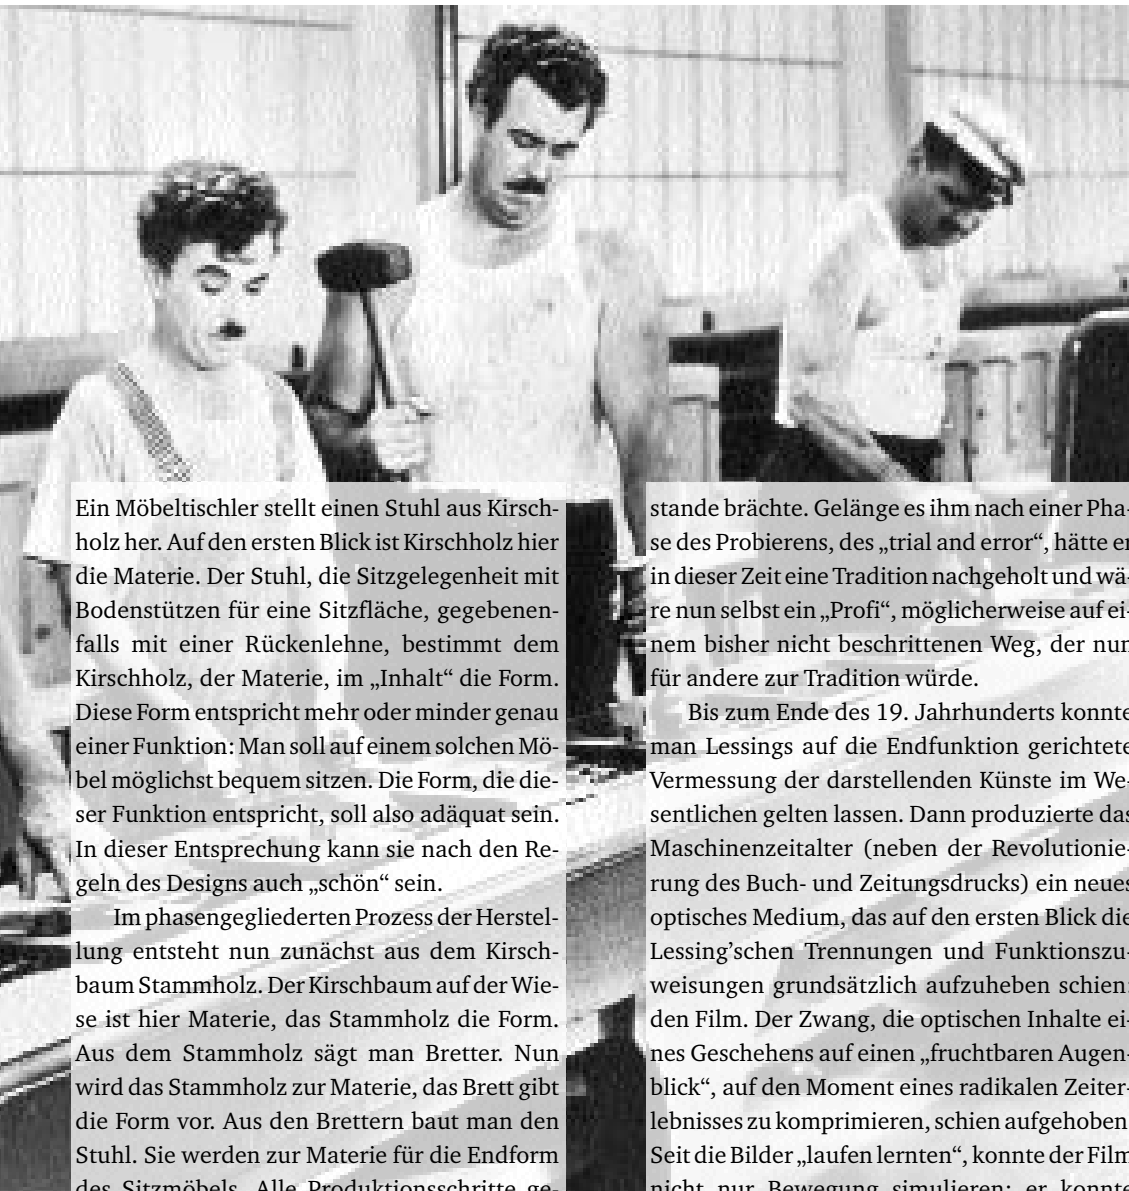 Ein Möbeltischler stellt einen Stuhl aus Kirsch-
holz her. Auf den ersten Blick ist Kirschholz hier
die Materie. Der Stuhl, die Sitzgelegenheit mit
Bodenstützen für eine Sitzfläche, gegebenen-
falls mit einer Rückenlehne, bestimmt dem
Kirschholz, der Materie, im „Inhalt“ die Form.
Diese Form entspricht mehr oder minder genau
einer Funktion: Man soll auf einem solchen Mö-
bel möglichst bequem sitzen. Die Form, die die-
ser Funktion entspricht, soll also adäquat sein.
In dieser Entsprechung kann sie nach den Re-
geln des Designs auch „schön“ sein.
Im phasengegliederten Prozess der Herstel-
lung entsteht nun zunächst aus dem Kirsch-
baum Stammholz. Der Kirschbaum auf der Wie-
se ist hier Materie, das Stammholz die Form.
Aus dem Stammholz sägt man Bretter. Nun
wird das Stammholz zur Materie, das Brett gibt
die Form vor. Aus den Brettern baut man den
Stuhl. Sie werden zur Materie für die Endform
des Sitzmöbels. Alle Produktionsschritte ge-
stande brächte. Gelänge es ihm nach einer Pha-
se des Probierens, des „trial and error“, hätte er
in dieser Zeit eine Tradition nachgeholt und wä-
re nun selbst ein „Profi“, möglicherweise auf ei-
nem bisher nicht beschrittenen Weg, der nun
für andere zur Tradition würde.
Bis zum Ende des 19. Jahrhunderts konnte
man Lessings auf die Endfunktion gerichtete
Vermessung der darstellenden Künste im We-
sentlichen gelten lassen. Dann produzierte das
Maschinenzeitalter (neben der Revolutionie-
rung des Buch- und Zeitungsdrucks) ein neues
optisches Medium, das auf den ersten Blick die
Lessing’schen Trennungen und Funktionszu-
weisungen grundsätzlich aufzuheben schien:
den Film. Der Zwang, die optischen Inhalte ei-
nes Geschehens auf einen „fruchtbaren Augen-
blick“, auf den Moment eines radikalen Zeiter-
lebnisses zu komprimieren, schien aufgehoben.
Seit die Bilder „laufen lernten“, konnte der Film
nicht nur Bewegung simulieren; er konnte